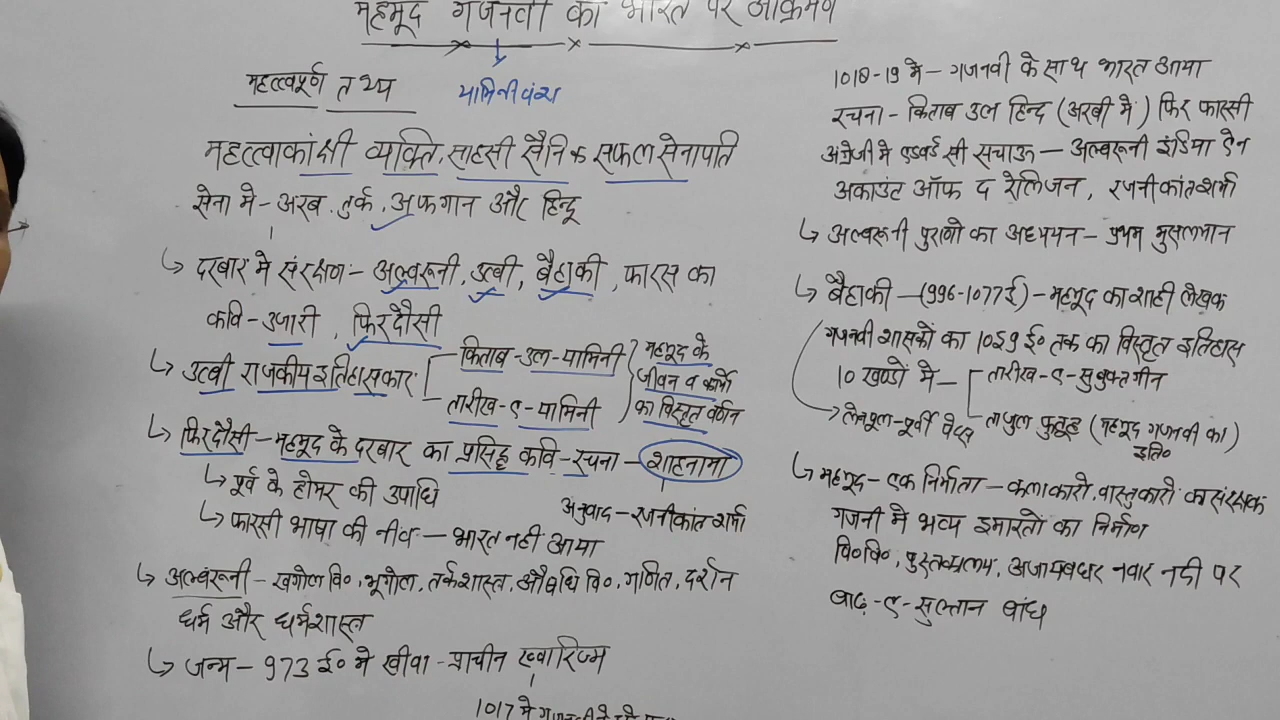 महमूद गजनवी का भारत पर आक्रमण
यामिनी वंश
महत्वपूर्ण तथ्य
महत्त्वाकांक्षी व्यक्ति, साहसी सैनिक सफल सेनापति
सेना मे - अरब, तुर्क, अफगान और हिन्दू
दरबार मे संरक्षण - अल्बरूनी, उत्बी, बैहाकी, फारस का
कवि - उजारी, फिरदौसी
उत्बी राजकीय इतिहासकार
किताब-उल-यामिनी
तारीख-ए-यामिनी
महमूद के
जीवन व कार्यो
का विस्तृत वर्णन
फिरदौसी - महमूद के दरबार का प्रसिद्ध कवि - रचना - शाहनामा
पूर्व के होमर की उपाधि
अनुवाद - रजनीकांत शर्मा
फारसी भाषा की नींव - भारत नही आया
अल्बरूनी - खगोल वि०, भूगोल, तर्कशास्त्र, औषधि वि०, गणित, दर्शन
धर्म और धर्मशास्त्र
जन्म - 973 ई० मे खीवा - प्राचीन ख्वारिज्म
1017 मे
1018-19 मे - गजनवी के साथ भारत आया
रचना - किताब उल हिन्द (अरबी मे) फिर फारसी
अंग्रेजी मे एडवर्ड सी सचाऊ - अल्बरूनी इंडिया ऐन
अकाउंट ऑफ द रेलिजन, रजनीकांत शर्मा
अल्बरूनी पुराणो का अध्ययन - प्रथम मुसलमान
बैहाकी - (996-1077 ई) - महमूद का शाही लेखक
गजनवी शासको का 1059 ई० तक का विस्तृत इतिहास
10 खण्डो मे
तारीख-ए-सुबुक्तगीन
ताजुल फुतूह (महमूद गजनवी का)
इति०
लेनपूल - पूर्वी पेप्स
महमूद - एक निर्माता - कलाकारो, वास्तुकारो का संरक्षक
गजनी मे भव्य इमारतो का निर्माण
वि०वि०, पुस्तकालय, अजायबघर नवार नदी पर
बाढ़-ए-सुल्तान बांध